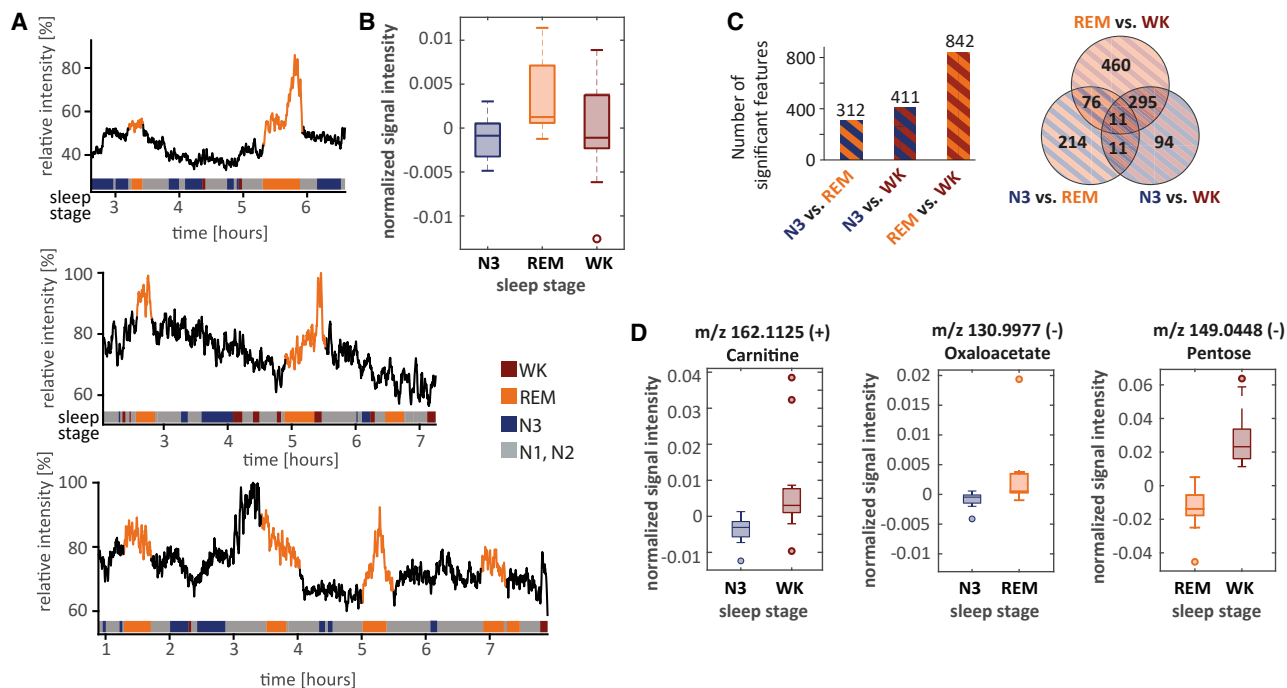 A
relative intensity [%]
80
60
40
sleep
stage
3
4
5
6
time [hours]
relative intensity [%]
100
80
60
sleep
stage
3
4
5
6
7
time [hours]
relative intensity [%]
100
80
60
1
2
3
4
5
6
7
time [hours]
WK
REM
N3
N1, N2
B
normalized signal intensity
0.01
0.005
0
-0.005
-0.01
N3 REM WK
sleep stage
C
Number of
significant features
800
400
0
312
411
842
N3 vs. REM
N3 vs. WK
REM vs. WK
REM vs. WK
460
76
295
11
214
11
94
N3 vs. REM
N3 vs. WK
D
m/z 162.1125 (+)
Carnitine
normalized signal intensity
0.04
0.03
0.02
0.01
0
-0.01
N3 WK
sleep stage
m/z 130.9977 (-)
Oxaloacetate
normalized signal intensity
0.02
0.01
0.005
0
-0.005
-0.01
N3 REM
sleep stage
m/z 149.0448 (-)
Pentose
normalized signal intensity
0.06
0.04
0.02
0
-0.02
-0.04
REM WK
sleep stage